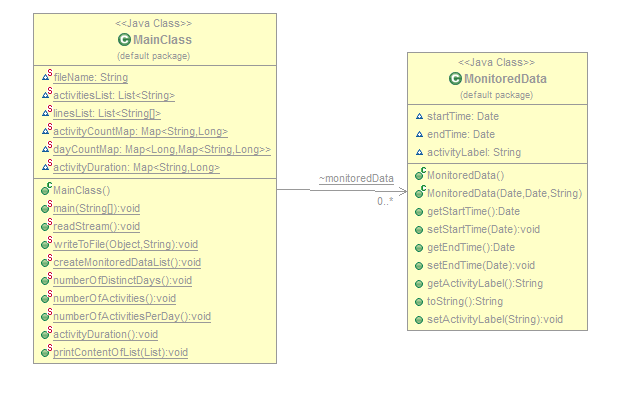 <<Java Class>>
MainClass
(default package)
fileName: String
activitiesList: List<String>
linesList: List<String[]>
activityCountMap: Map<String,Long>
dayCountMap: Map<Long,Map<String,Long>>
activityDuration: Map<String,Long>
MainClass()
main(String[]):void
readStream():void
writeToFile(Object,String):void
createMonitoredDataList():void
numberOfDistinctDays():void
numberOfActivities():void
numberOfActivitiesPerDay():void
activityDuration():void
printContentOfList(List):void
~monitoredData
0..*
<<Java Class>>
MonitoredData
(default package)
startTime: Date
endTime: Date
activityLabel: String
MonitoredData()
MonitoredData(Date,Date,String)
getStartTime():Date
setStartTime(Date):void
getEndTime():Date
setEndTime(Date):void
getActivityLabel():String
toString():String
setActivityLabel(String):void